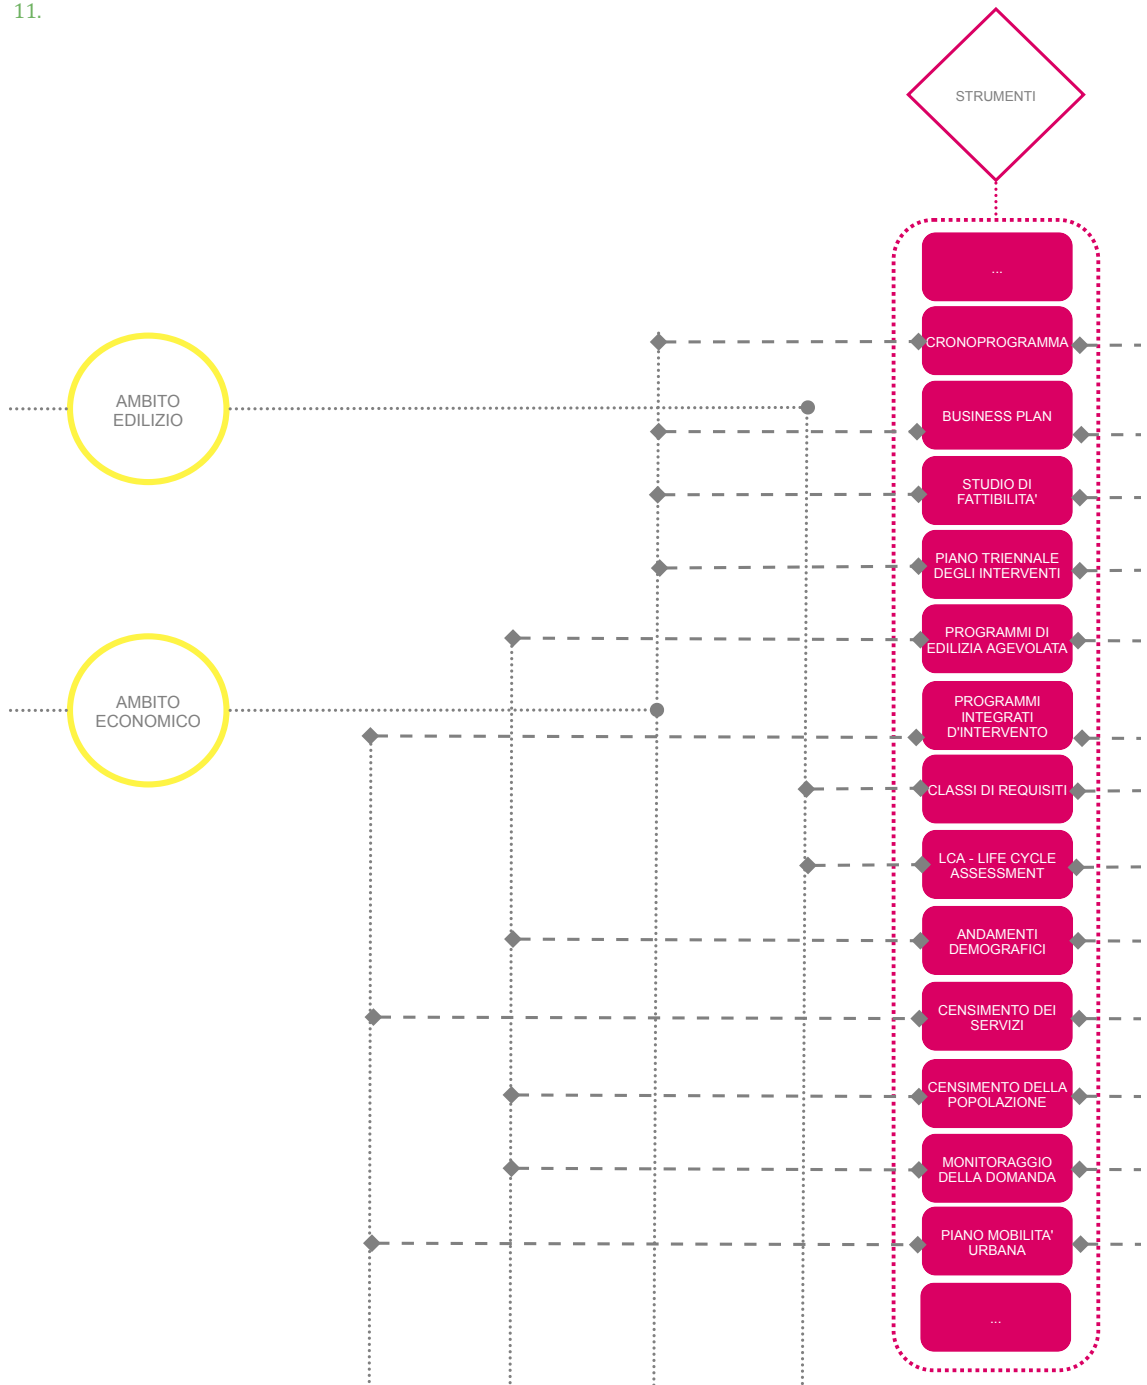 11.
STRUMENTI
...
CRONOPROGRAMMA
AMBITO
EDILIZIO
BUSINESS PLAN
STUDIO DI
FATTIBILITA'
PIANO TRIENNALE
DEGLI INTERVENTI
PROGRAMMI DI
EDILIZIA AGEVOLATA
AMBITO
ECONOMICO
PROGRAMMI
INTEGRATI
D'INTERVENTO
CLASSI DI REQUISITI
LCA - LIFE CYCLE
ASSESSMENT
ANDAMENTI
DEMOGRAFICI
CENSIMENTO DEI
SERVIZI
CENSIMENTO DELLA
POPOLAZIONE
MONITORAGGIO
DELLA DOMANDA
PIANO MOBILITA'
URBANA
...